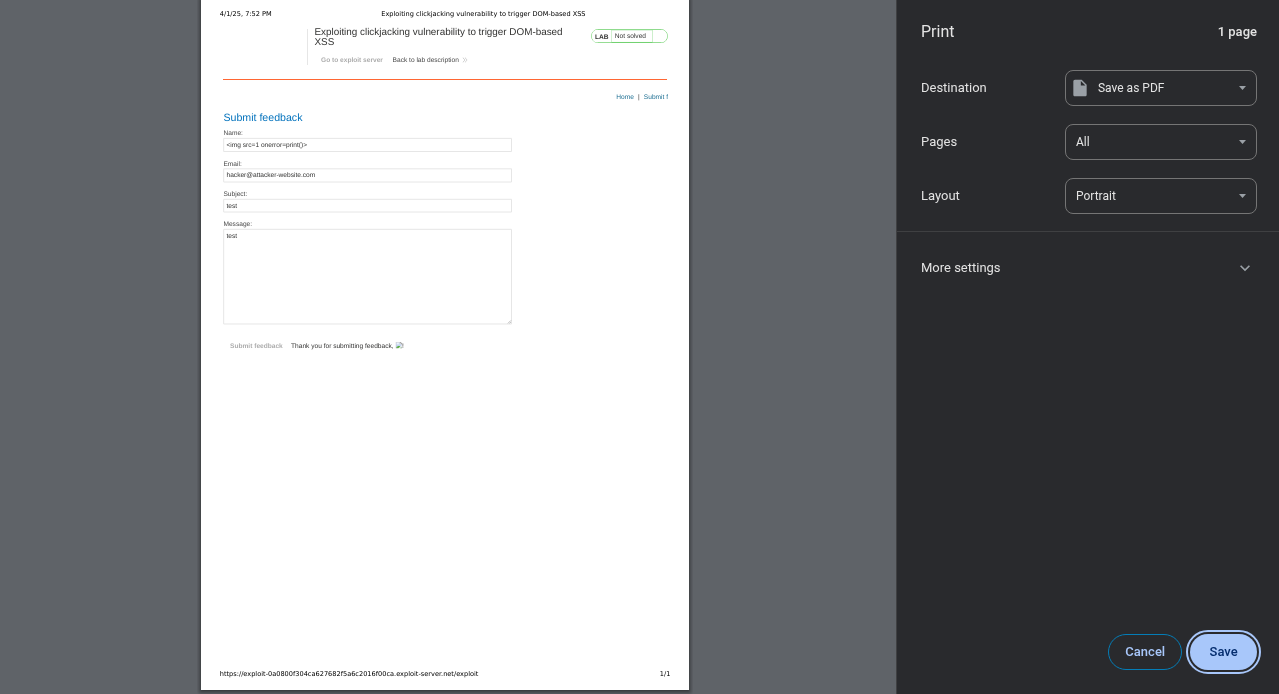 4/1/25, 7:52 PM
Exploiting clickjacking vulnerability to trigger DOM-based XSS
Exploiting clickjacking vulnerability to trigger DOM-based
XSS
LAB
Not solved
Go to exploit server
Back to lab description
Home | Submit f
Submit feedback
Name:
<img src=1 onerror=print()>
Email:
hacker@attacker-website.com
Subject:
test
Message:
test
Submit feedback
Thank you for submitting feedback, !
https://exploit-0a0800f304ca627682f5a6c2016f00ca.exploit-server.net/exploit
1/1
Print
1 page
Destination
Save as PDF
Pages
All
Layout
Portrait
More settings
Cancel
Save